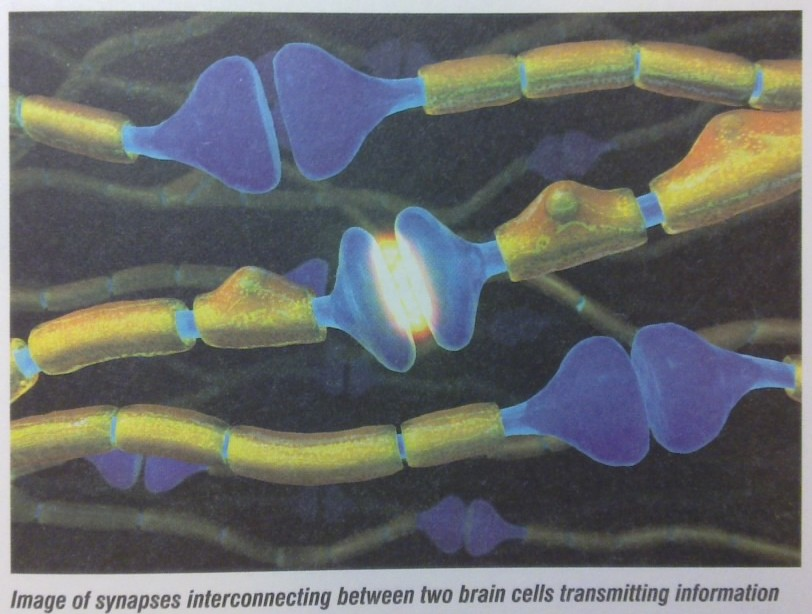 Image of synapses interconnecting between two brain cells transmitting information